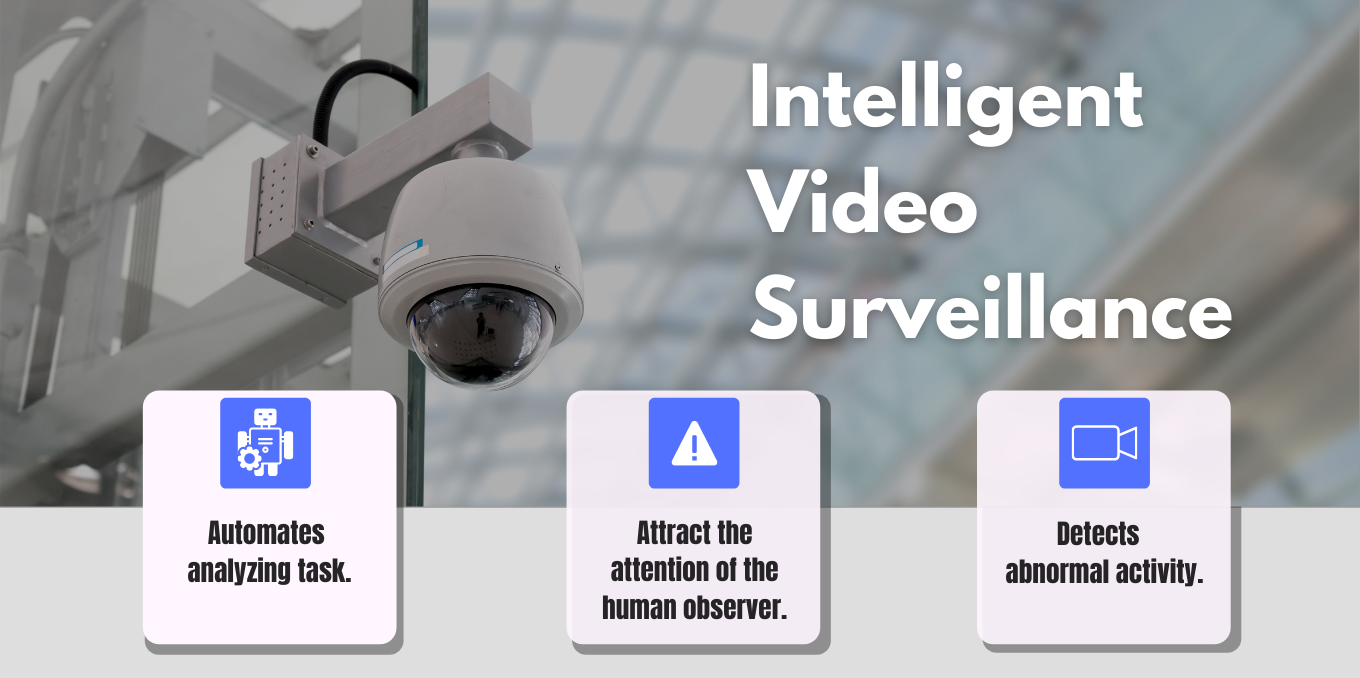 Intelligent
Video
Surveillance
Automates
analyzing task.
Attract the
attention of the
human observer.
Detects
abnormal activity.